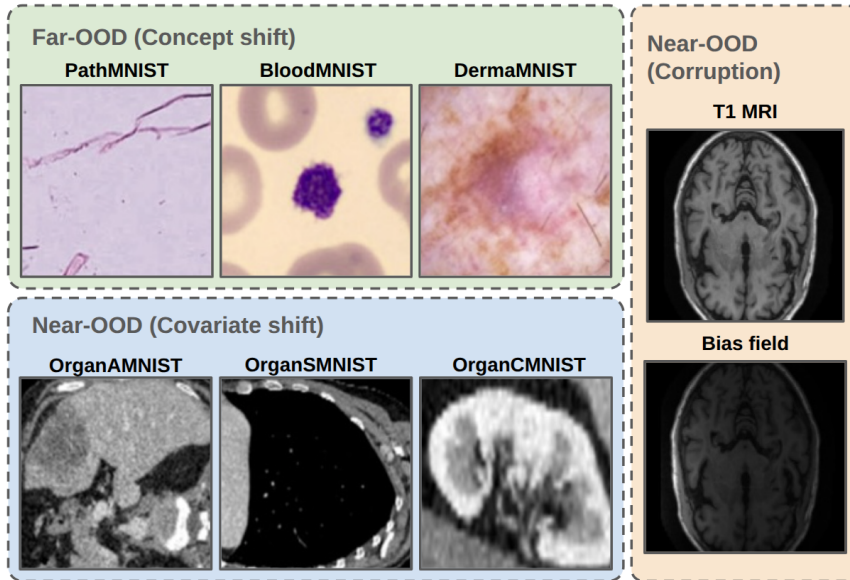 Far-OOD (Concept shift)
PathMNIST
BloodMNIST
DermaMNIST
Near-OOD (Covariate shift)
OrganAMNIST
OrganSMNIST
OrganCMNIST
Near-OOD
(Corruption)
T1 MRI
Bias field